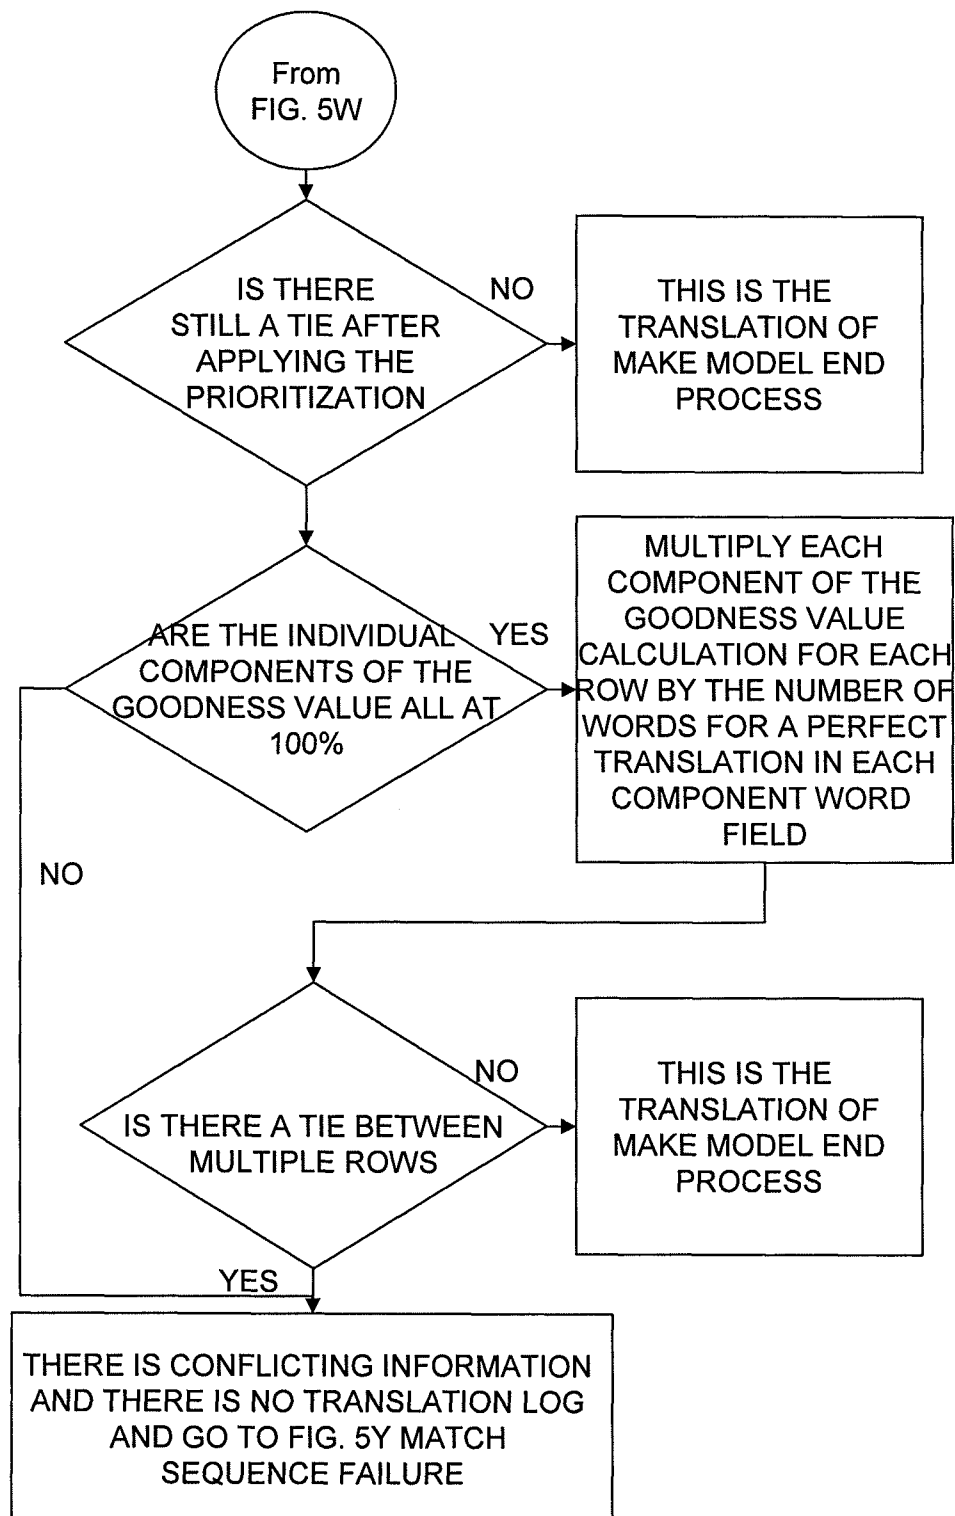 From
FIG. 5W
IS THERE
STILL A TIE AFTER
APPLYING THE
PRIORITIZATION
NO
THIS IS THE
TRANSLATION OF
MAKE MODEL END
PROCESS
ARE THE INDIVIDUAL
COMPONENTS OF THE
GOODNESS VALUE ALL AT
100%
YES
MULTIPLY EACH
COMPONENT OF THE
GOODNESS VALUE
CALCULATION FOR EACH
ROW BY THE NUMBER OF
WORDS FOR A PERFECT
TRANSLATION IN EACH
COMPONENT WORD
FIELD
NO
IS THERE A TIE BETWEEN
MULTIPLE ROWS
NO
THIS IS THE
TRANSLATION OF
MAKE MODEL END
PROCESS
YES
THERE IS CONFLICTING INFORMATION
AND THERE IS NO TRANSLATION LOG
AND GO TO FIG. 5Y MATCH
SEQUENCE FAILURE